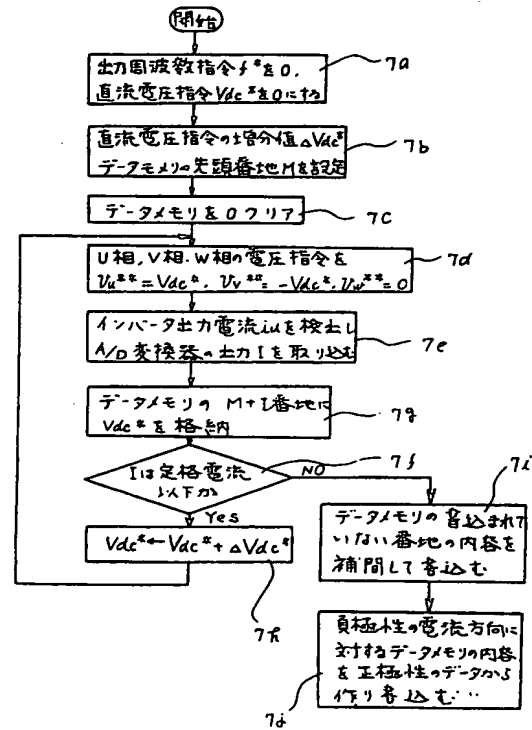 開始
出力周波数指令f*を0.
直流電圧指令Vdc*を0にする
7a
直流電圧指令の増分値ΔVdc*
データモメリの先頭番地Mを設定
7b
データモメリを0クリア
7c
U相,V相.W相の電圧指令を
Vu**=Vdc*. Vv**=-Vdc*. Vw**=0
7d
インバータ出力電流iuを検出し
A/D変換器の出力Iを取り込む
7e
データメモリの M+I番地に
Vdc*を格納
7g
Iは定格電流
以下か
7f
NO
Yes
Vdc*←Vdc*+ΔVdc*
7h
データメモリの書込まれて
いない番地の内容を
補間して書込む
7i
負極性の電流方向に
対するデータメモリの内容
を正極性のデータから
作り書込む…
7j